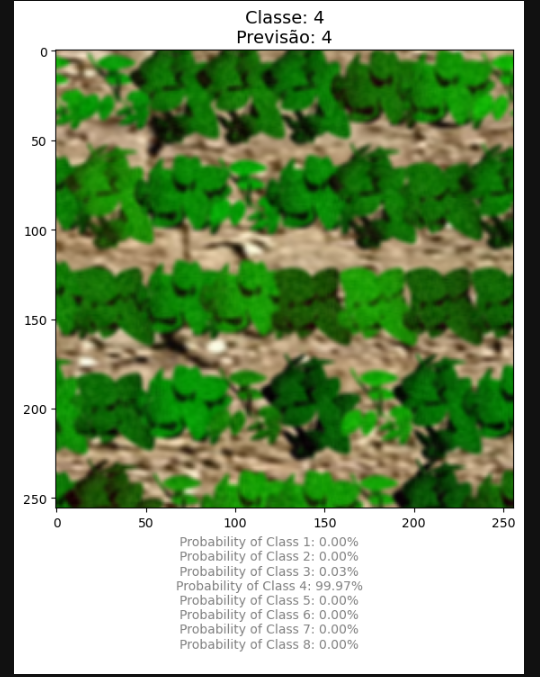 Classe: 4
Previsão: 4
0
50
100
150
200
250
0 50 100 150 200 250
Probability of Class 1: 0.00%
Probability of Class 2: 0.00%
Probability of Class 3: 0.03%
Probability of Class 4: 99.97%
Probability of Class 5: 0.00%
Probability of Class 6: 0.00%
Probability of Class 7: 0.00%
Probability of Class 8: 0.00%